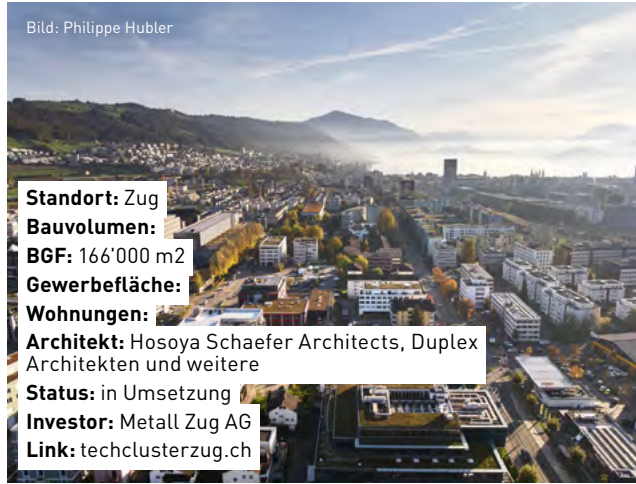 Bild: Philippe Hubler
Standort: Zug
Bauvolumen:
BGF: 166'000 m2
Gewerbefläche:
Wohnungen:
Architekt: Hosoya Schaefer Architects, Duplex
Architekten und weitere
Status: in Umsetzung
Investor: Metall Zug AG
Link: techclusterzug.ch